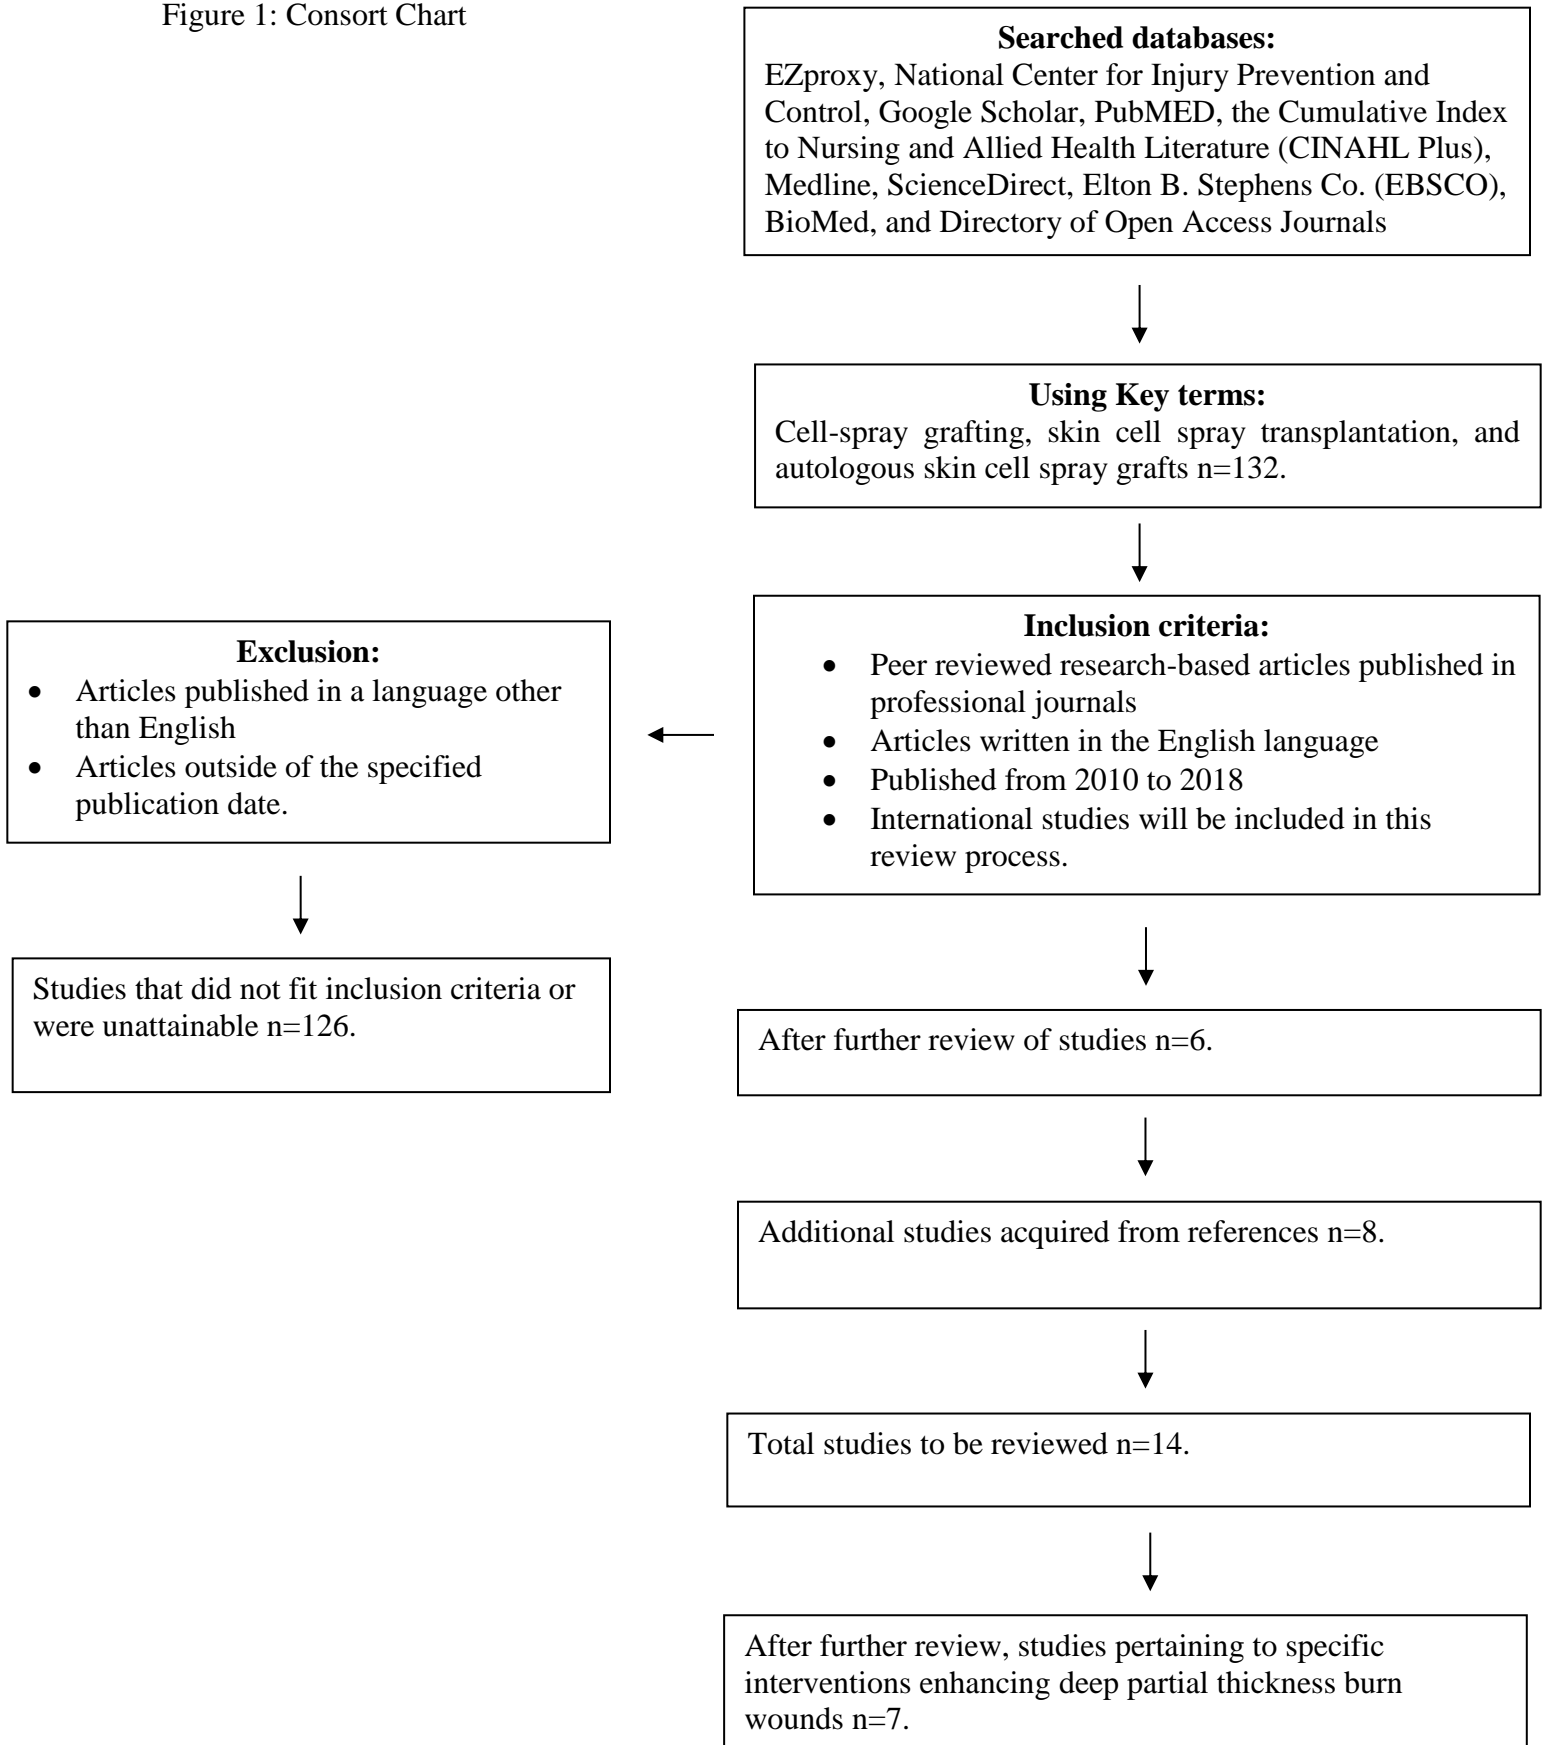 Figure 1: Consort Chart
Searched databases:
EZproxy, National Center for Injury Prevention and
Control, Google Scholar, PubMED, the Cumulative Index
to Nursing and Allied Health Literature (CINAHL Plus),
Medline, ScienceDirect, Elton B. Stephens Co. (EBSCO),
BioMed, and Directory of Open Access Journals
Using Key terms:
Cell-spray grafting, skin cell spray transplantation, and
autologous skin cell spray grafts n=132.
Inclusion criteria:
• Peer reviewed research-based articles published in
professional journals
• Articles written in the English language
• Published from 2010 to 2018
• International studies will be included in this
review process.
Exclusion:
• Articles published in a language other
than English
• Articles outside of the specified
publication date.
Studies that did not fit inclusion criteria or
were unattainable n=126.
After further review of studies n=6.
Additional studies acquired from references n=8.
Total studies to be reviewed n=14.
After further review, studies pertaining to specific
interventions enhancing deep partial thickness burn
wounds n=7.